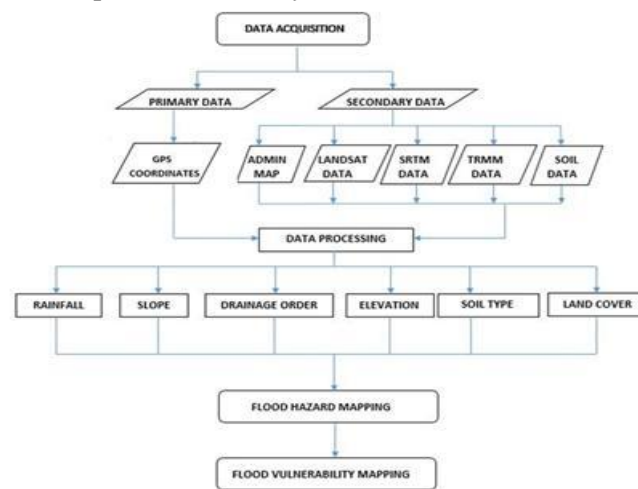 DATA ACQUISITION
PRIMARY DATA
SECONDARY DATA
GPS
COORDINATES
ADMIN
MAP
LANDSAT
DATA
SRTM
DATA
TRMM
DATA
SOIL
DATA
DATA PROCESSING
RAINFALL
SLOPE
DRAINAGE ORDER
ELEVATION
SOIL TYPE
LAND COVER
FLOOD HAZARD MAPPING
FLOOD VULNERABILITY MAPPING